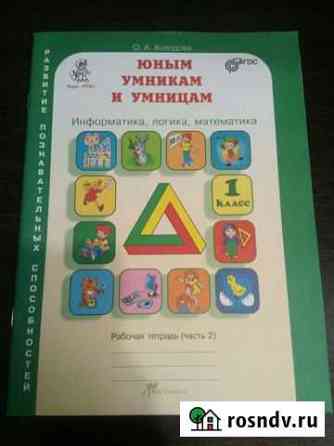 О. А. Холодова
ФГОС
ЮНЫМ
УМНИКАМ
И УМНИЦАМ
Информатика, логика, математика
РАЗВИТИЕ ПОЗНАВАТЕЛЬНЫХ СПОСОБНОСТЕЙ
1
КЛАСС
Рабочая тетрадь (часть 2)
rosndv.ru